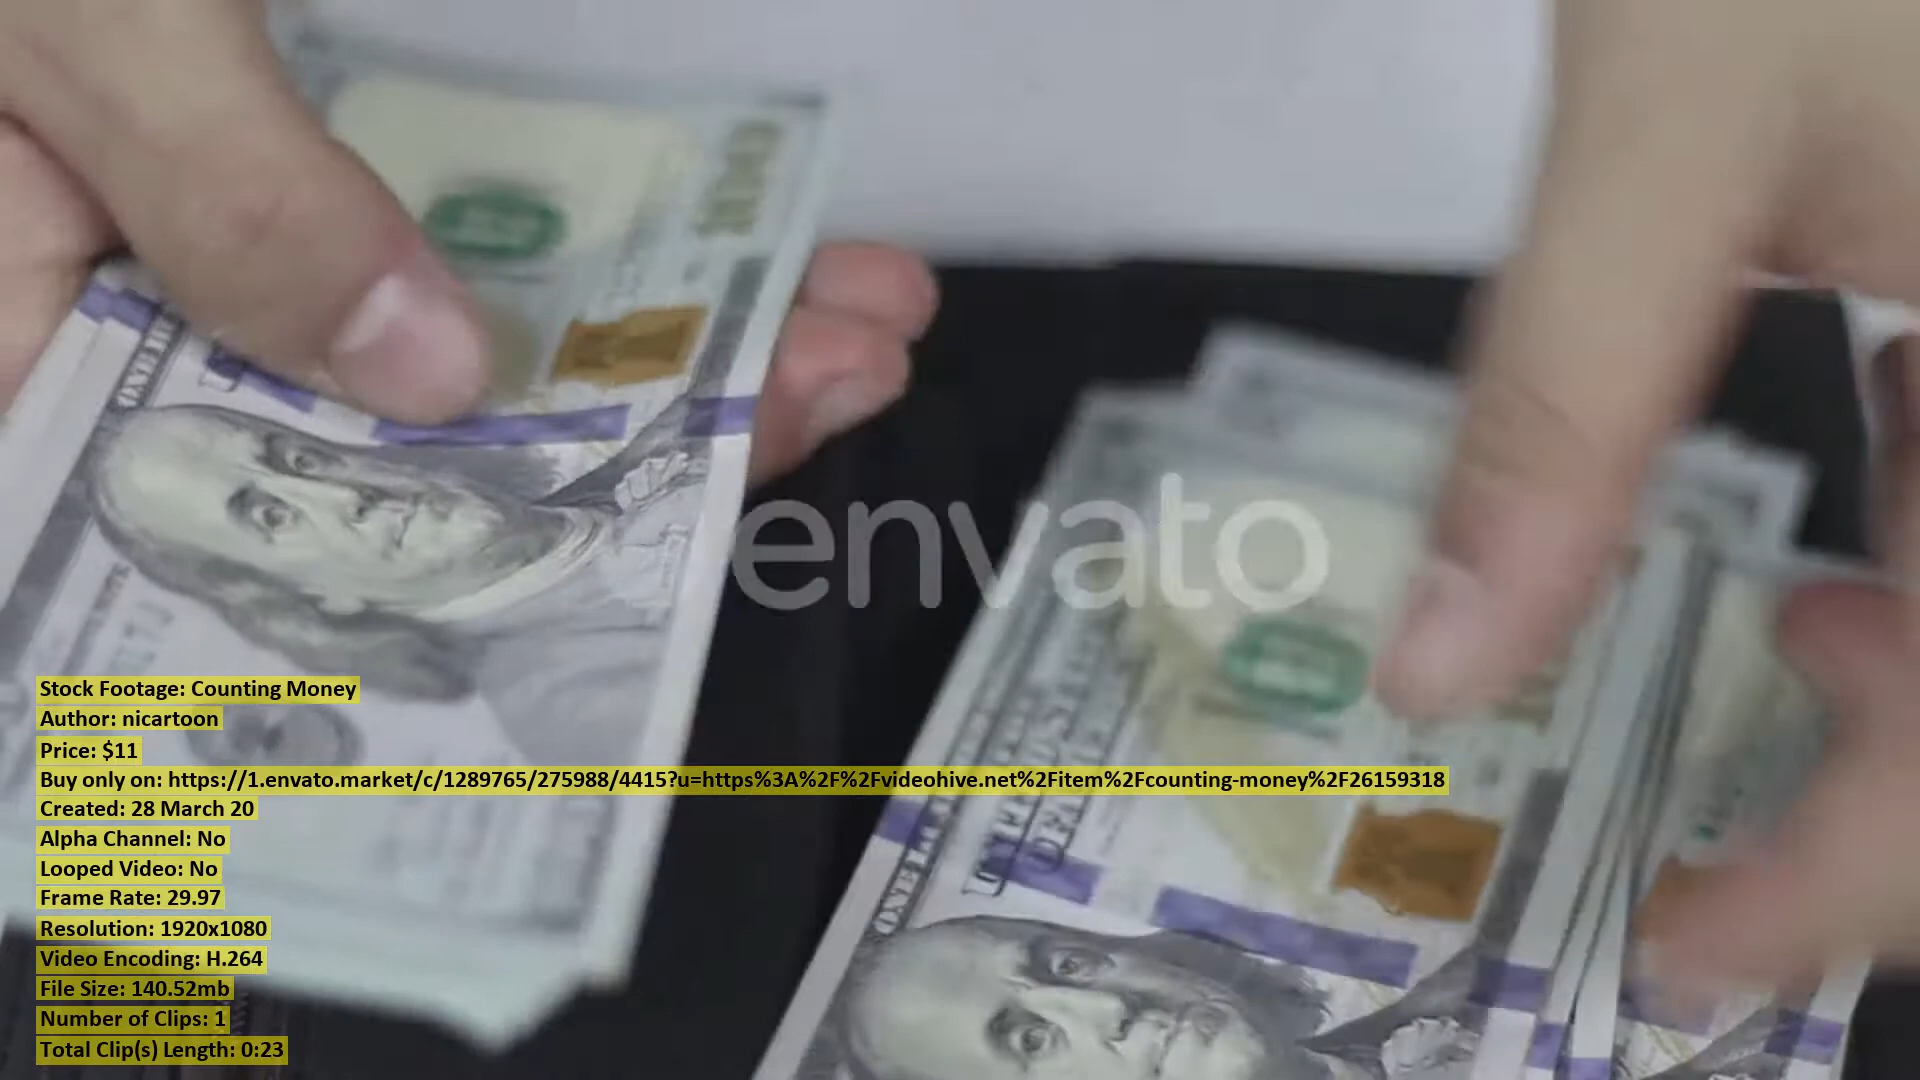 envato
Stock Footage: Counting Money
Author: nicartoon
Price: $11
Buy only on: https://1.envato.market/c/1289765/275988/4415?u=https%3A%2F%2Fvideohive.net%2Fitem%2Fcounting-money%2F26159318
Created: 28 March 20
Alpha Channel: No
Looped Video: No
Frame Rate: 29.97
Resolution: 1920x1080
Video Encoding: H.264
File Size: 140.52mb
Number of Clips: 1
Total Clip(s) Length: 0:23